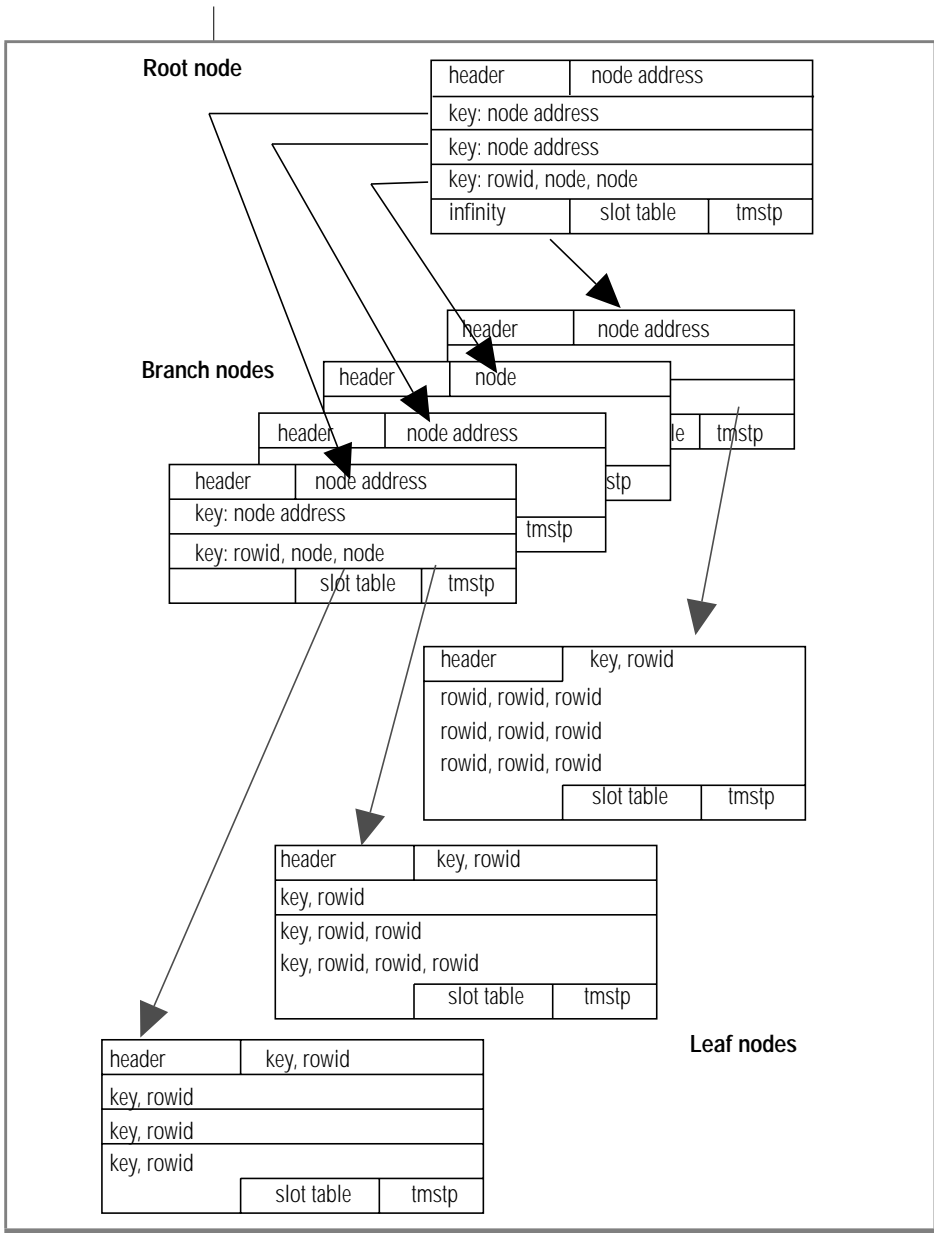 Root node
header node address
key: node address
key: node address
key: rowid, node, node
infinity slot table tmstp
header node address
Branch nodes
header node
header node address
le tmstp
header node address
stp
key: node address
tmstp
key: rowid, node, node
slot table tmstp
header key, rowid
rowid, rowid, rowid
rowid, rowid, rowid
rowid, rowid, rowid
slot table tmstp
header key, rowid
key, rowid
key, rowid, rowid
key, rowid, rowid, rowid
slot table tmstp
Leaf nodes
header key, rowid
key, rowid
key, rowid
key, rowid
slot table tmstp